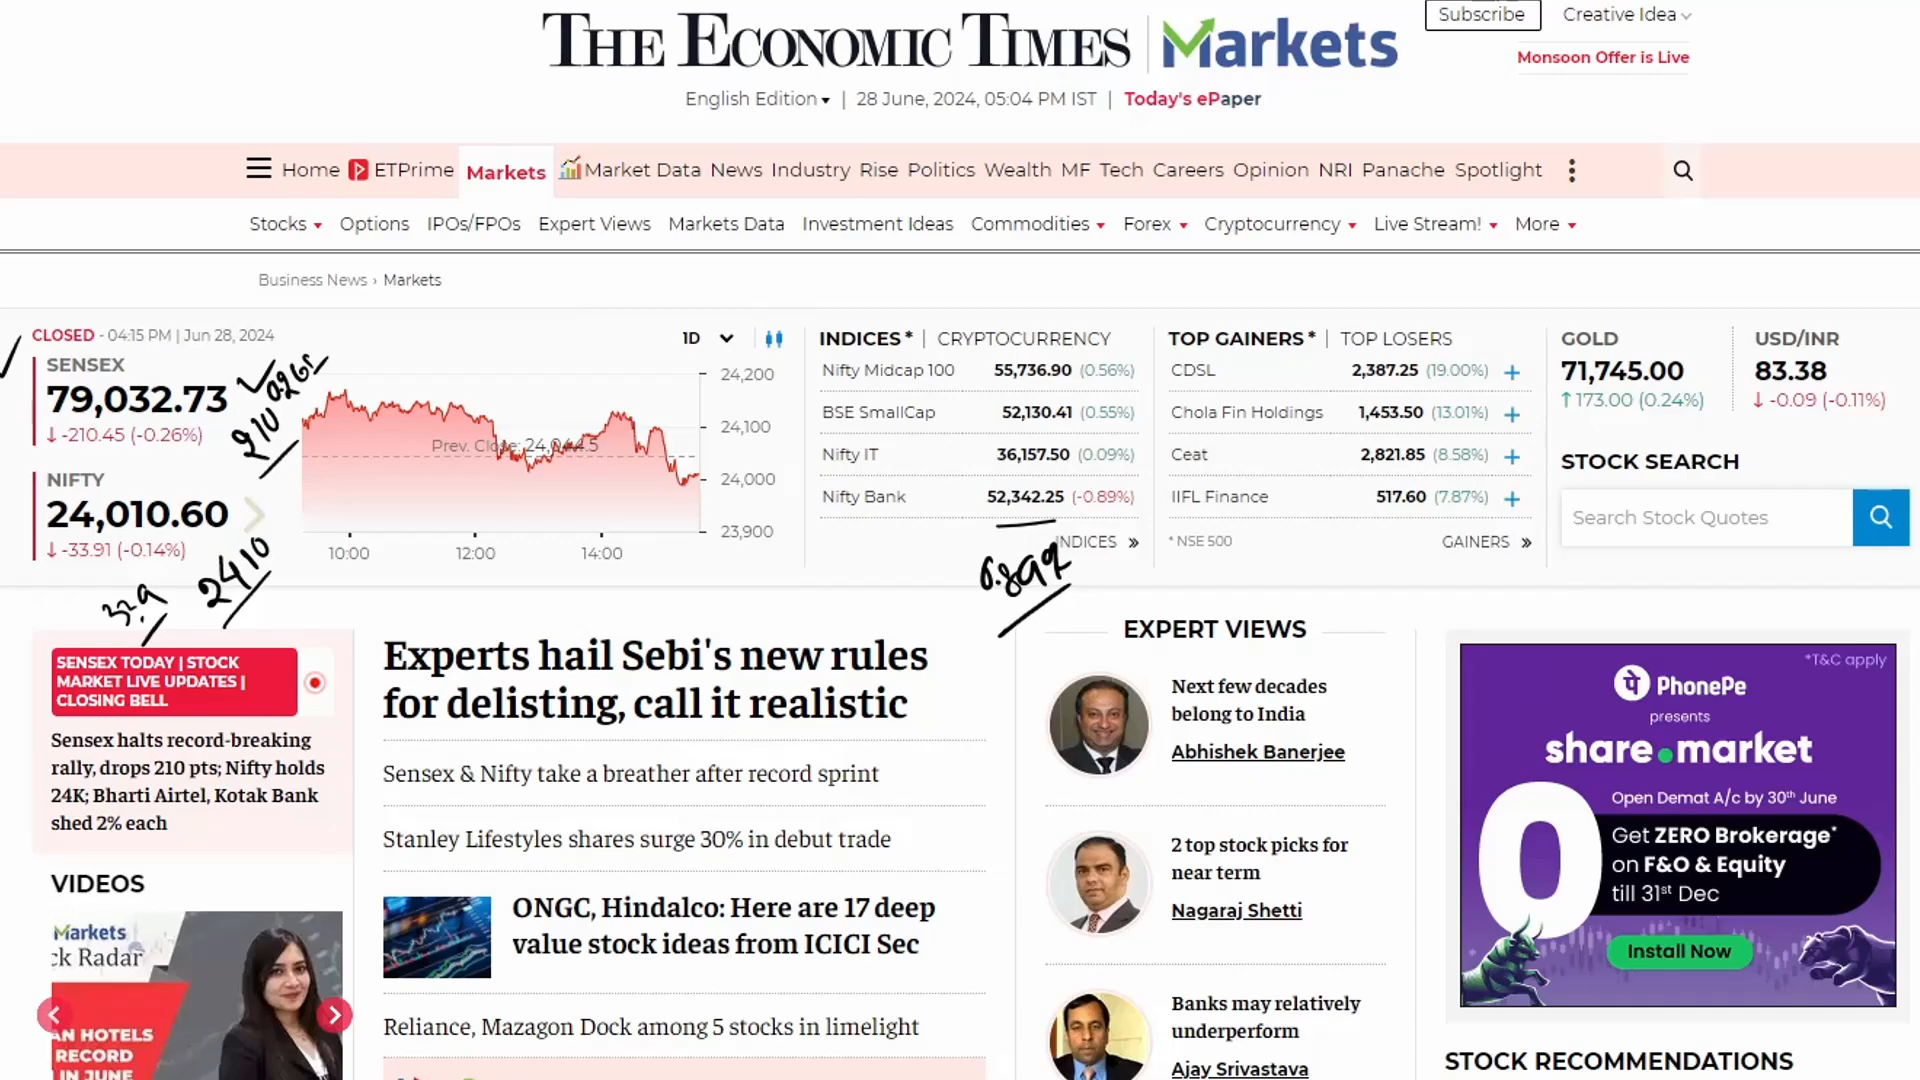 THE ECONOMIC TIMES | Markets
Subscribe
Creative Idea
Monsoon Offer is Live
English Edition | 28 June, 2024, 05:04 PM IST | Today's ePaper
Home ETPrime Markets Market Data News Industry Rise Politics Wealth MF Tech Careers Opinion NRI Panache Spotlight
Stocks Options IPOs/FPOs Expert Views Markets Data Investment Ideas Commodities Forex Cryptocurrency Live Stream! More
Business News › Markets
CLOSED - 04:15 PM | Jun 28, 2024
SENSEX
79,032.73
↓ -210.45 (-0.26%)
NIFTY
24,010.60
↓ -33.91 (-0.14%)
210
2410
1D
Prev. Close: 24,044.5
24,200
24,100
24,000
23,900
10:00 12:00 14:00
INDICES * | CRYPTOCURRENCY
Nifty Midcap 100 55,736.90 (0.56%)
BSE SmallCap 52,130.41 (0.55%)
Nifty IT 36,157.50 (0.09%)
Nifty Bank 52,342.25 (-0.89%)
INDICES »
TOP GAINERS * | TOP LOSERS
CDSL 2,387.25 (19.00%) +
Chola Fin Holdings 1,453.50 (13.01%) +
Ceat 2,821.85 (8.58%) +
IIFL Finance 517.60 (7.87%) +
* NSE 500 GAINERS »
GOLD
71,745.00
↑ 173.00 (0.24%)
USD/INR
83.38
↓ -0.09 (-0.11%)
STOCK SEARCH
Search Stock Quotes
SENSEX TODAY | STOCK
MARKET LIVE UPDATES |
CLOSING BELL
Sensex halts record-breaking
rally, drops 210 pts; Nifty holds
24K; Bharti Airtel, Kotak Bank
shed 2% each
VIDEOS
Markets
ck Radar
AN HOTELS
RECORD
IN JUNE
Experts hail Sebi's new rules
for delisting, call it realistic
Sensex & Nifty take a breather after record sprint
Stanley Lifestyles shares surge 30% in debut trade
ONGC, Hindalco: Here are 17 deep
value stock ideas from ICICI Sec
Reliance, Mazagon Dock among 5 stocks in limelight
EXPERT VIEWS
Next few decades
belong to India
Abhishek Banerjee
2 top stock picks for
near term
Nagaraj Shetti
Banks may relatively
underperform
Ajay Srivastava
*T&C apply
पे PhonePe
presents
share.market
Open Demat A/c by 30th June
0
Get ZERO Brokerage*
on F&O & Equity
till 31st Dec
Install Now
STOCK RECOMMENDATIONS